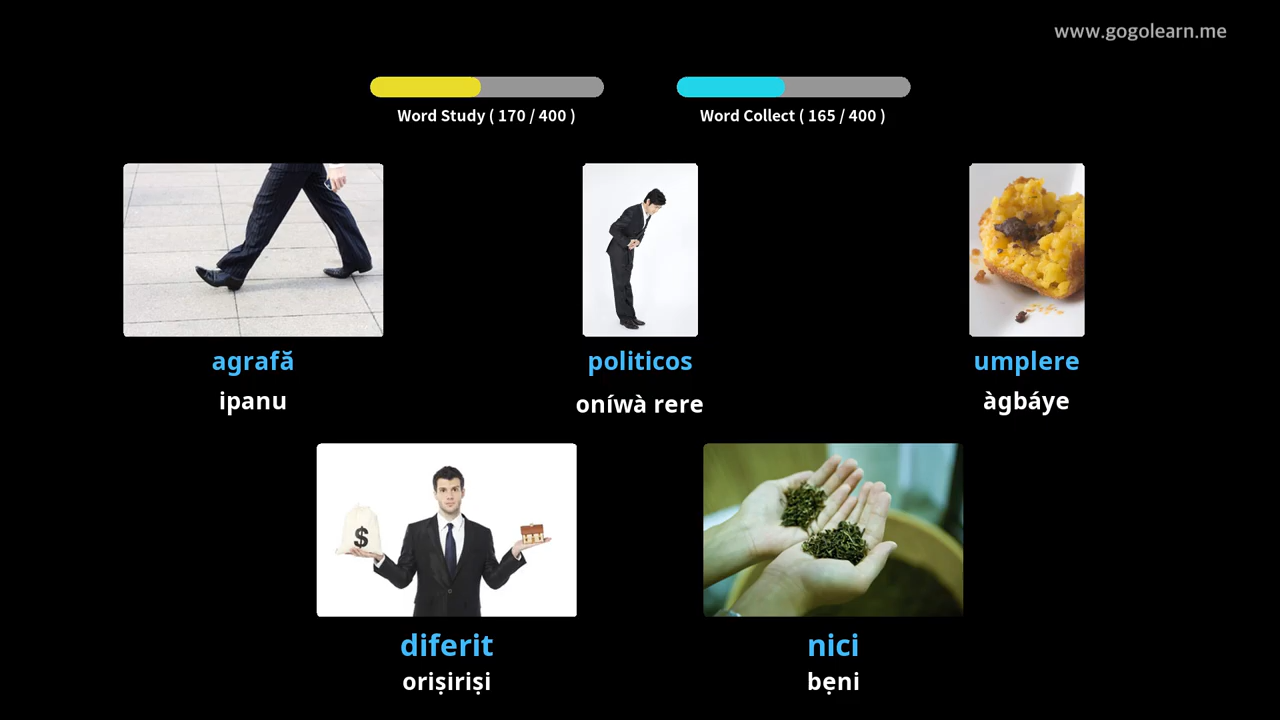 www.gogolearn.me
Word Study ( 170 / 400 )
Word Collect ( 165 / 400 )
agrafă
ipanu
politicos
oníwà rere
umplere
àgbáye
$
diferit
oriṣiriṣi
nici
bẹni